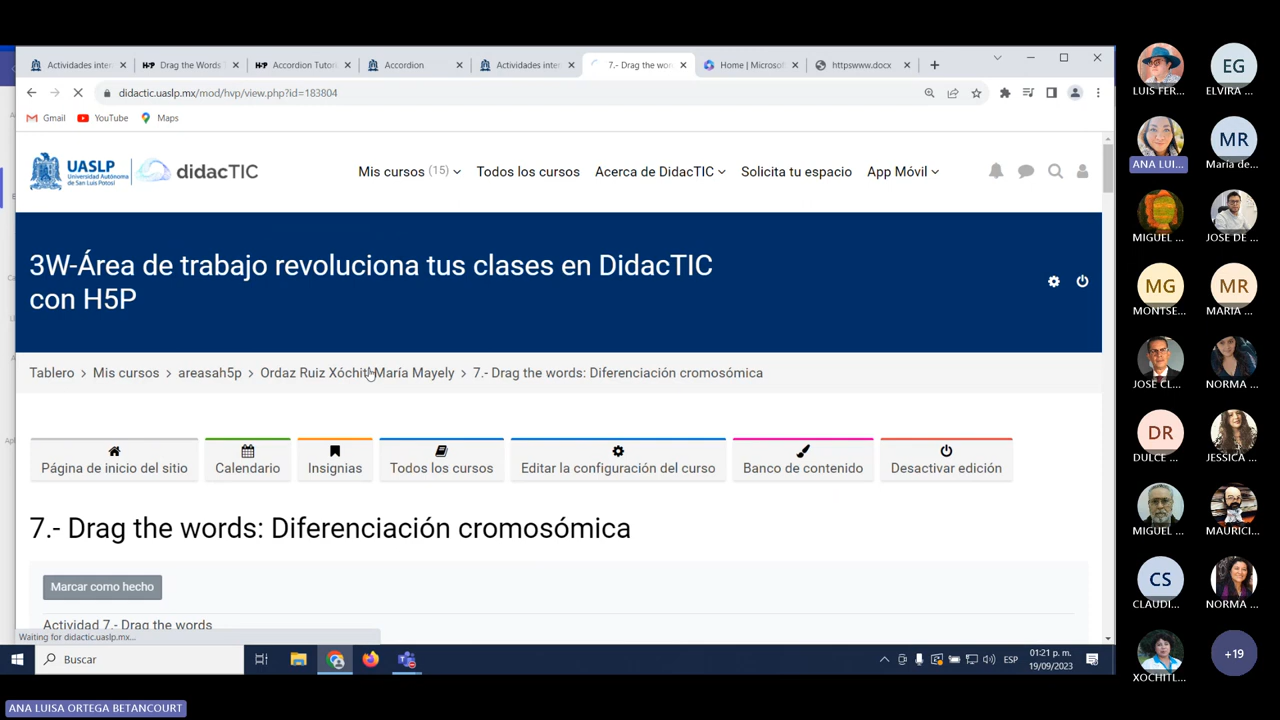 Actividades inter
H5P Drag the Words
H5P Accordion Tutor
Accordion
Actividades inter
7.- Drag the wor
Home | Microsof
httpswww.docx
didactic.uaslp.mx/mod/hvp/view.php?id=183804
Gmail
YouTube
Maps
UASLP
Universidad Autónoma
de San Luis Potosí
didacTIC
Mis cursos (15)
Todos los cursos
Acerca de DidacTIC
Solicita tu espacio
App Móvil
3W-Área de trabajo revoluciona tus clases en DidacTIC
con H5P
Tablero > Mis cursos > areasah5p > Ordaz Ruiz Xóchitl María Mayely > 7.- Drag the words: Diferenciación cromosómica
Página de inicio del sitio
Calendario
Insignias
Todos los cursos
Editar la configuración del curso
Banco de contenido
Desactivar edición
7.- Drag the words: Diferenciación cromosómica
Marcar como hecho
Actividad 7.- Drag the words
Waiting for didactic.uaslp.mx...
Buscar
ESP
01:21 p. m.
19/09/2023
LUIS FER...
EG
ELVIRA ...
ANA LUI...
MR
María de...
MIGUEL ...
JOSE DE ...
MG
MONTSE...
MR
MARIA ...
JOSE CL...
NORMA ...
DR
DULCE ...
JESSICA ...
MIGUEL ...
MAURICI...
CS
CLAUDI...
NORMA ...
XOCHITL...
+19
ANA LUISA ORTEGA BETANCOURT